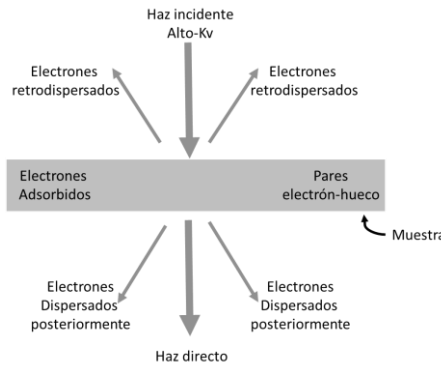 Haz incidente
Alto-Kv
Electrones
retrodispersados
Electrones
retrodispersados
Electrones
Adsorbidos
Pares
electrón-hueco
Muestra
Electrones
Dispersados
posteriormente
Electrones
Dispersados
posteriormente
Haz directo